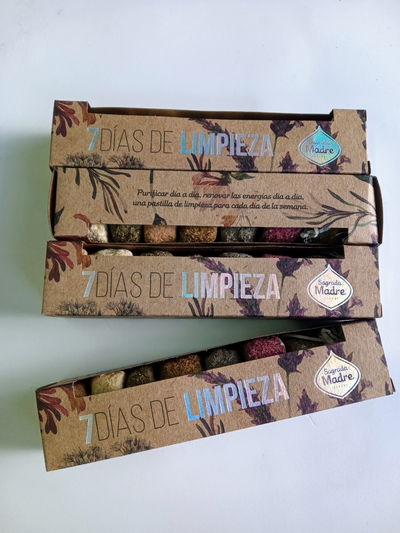 7 DÍAS DE LIMPIEZA
Sagrada
Madre
Purificar día a día, renovar las energías día a día,
una pastilla de limpieza para cada día de la semana.
7 DÍAS DE LIMPIEZA
Sagrada
Madre
7 DÍAS DE LIMPIEZA
Sagrada
Madre